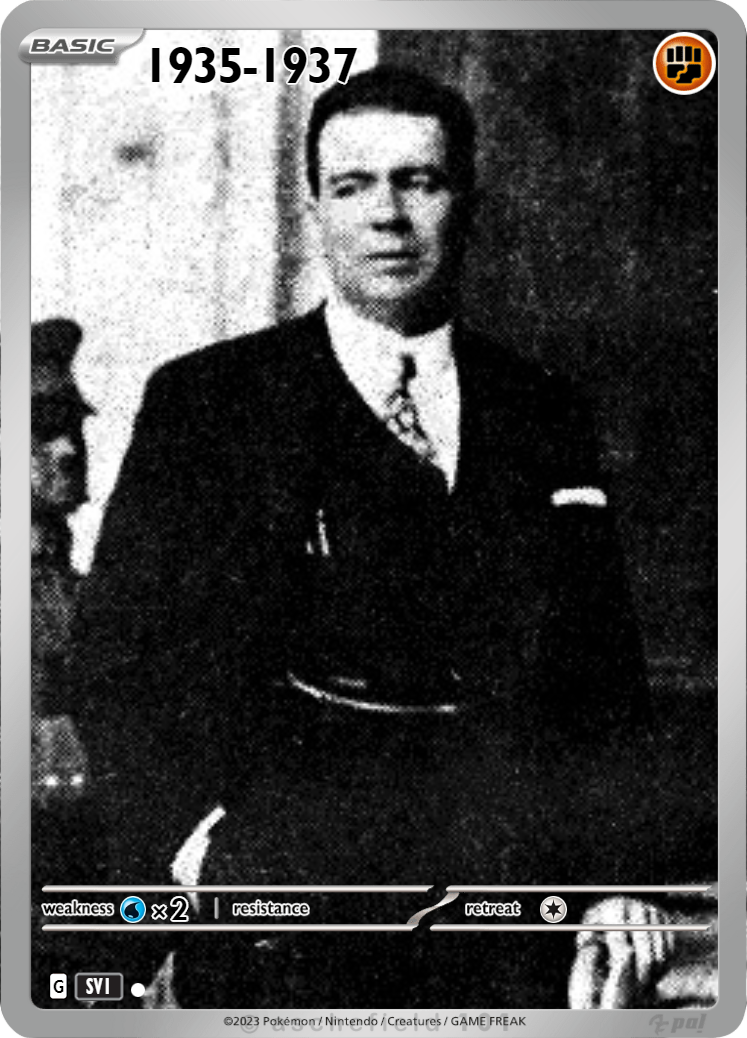 BASIC 1935-1937
weakness ×2 | resistance retreat
G SVI
©2023 Pokémon / Nintendo / Creatures / GAME FREAK